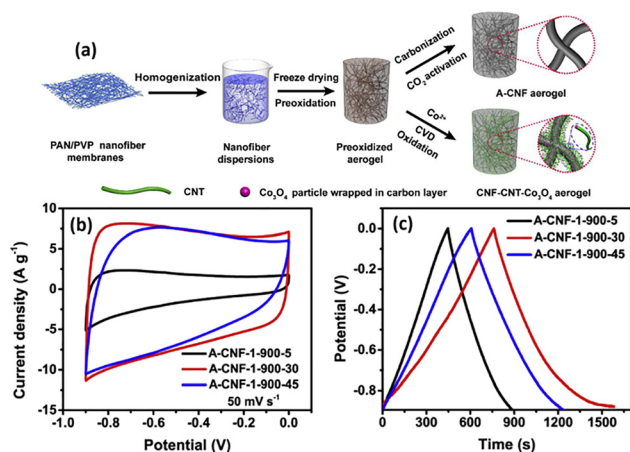 (a)
Homogenization
Freeze drying
Preoxidation
Carbonization
CO2 activation
A-CNF aerogel
PAN/PVP nanofiber
membranes
Nanofiber
dispersions
Preoxidized
aerogel
Co2+
CVD
Oxidation
CNF-CNT-Co3O4 aerogel
CNT
Co3O4 particle wrapped in carbon layer
(b)
Current density (A g-1)
15
10
5
0
-5
-10
-15
A-CNF-1-900-5
A-CNF-1-900-30
A-CNF-1-900-45
50 mV s-1
-1.0 -0.8 -0.6 -0.4 -0.2 0.0
Potential (V)
(c)
Potential (V)
0.0
-0.2
-0.4
-0.6
-0.8
A-CNF-1-900-5
A-CNF-1-900-30
A-CNF-1-900-45
0 300 600 900 1200 1500
Time (s)